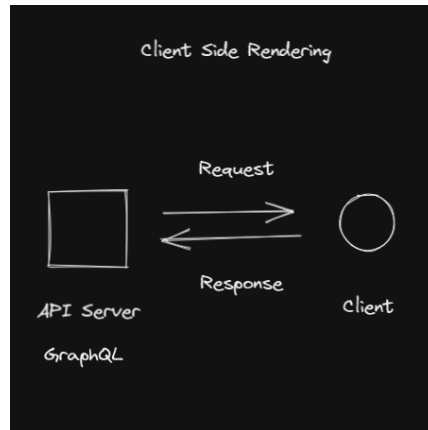 Client Side Rendering
Request
Response
API Server
Client
GraphQL